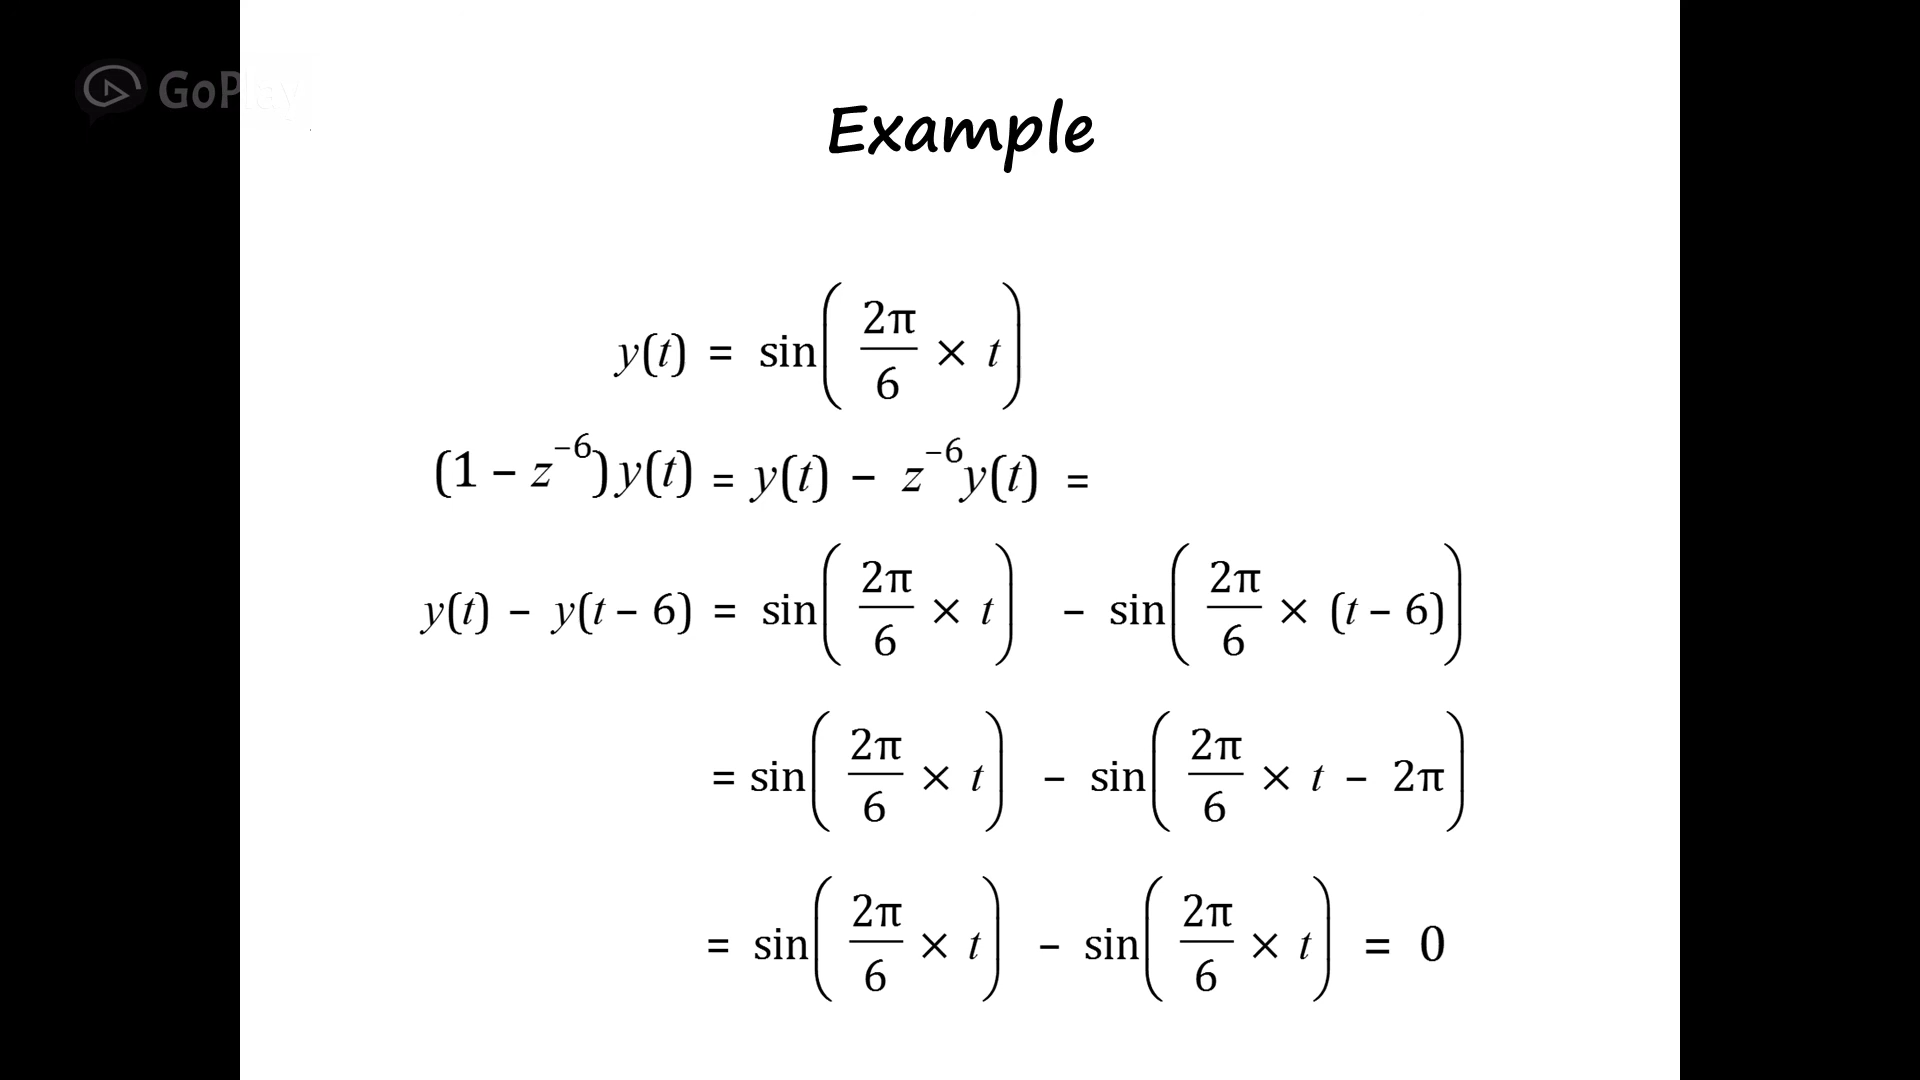 GoPlay
Example
y(t) = sin( 2π/6 × t )
(1 − z⁻⁶) y(t) = y(t) − z⁻⁶y(t) =
y(t) − y(t − 6) = sin( 2π/6 × t ) − sin( 2π/6 × (t − 6) )
= sin( 2π/6 × t ) − sin( 2π/6 × t − 2π )
= sin( 2π/6 × t ) − sin( 2π/6 × t ) = 0